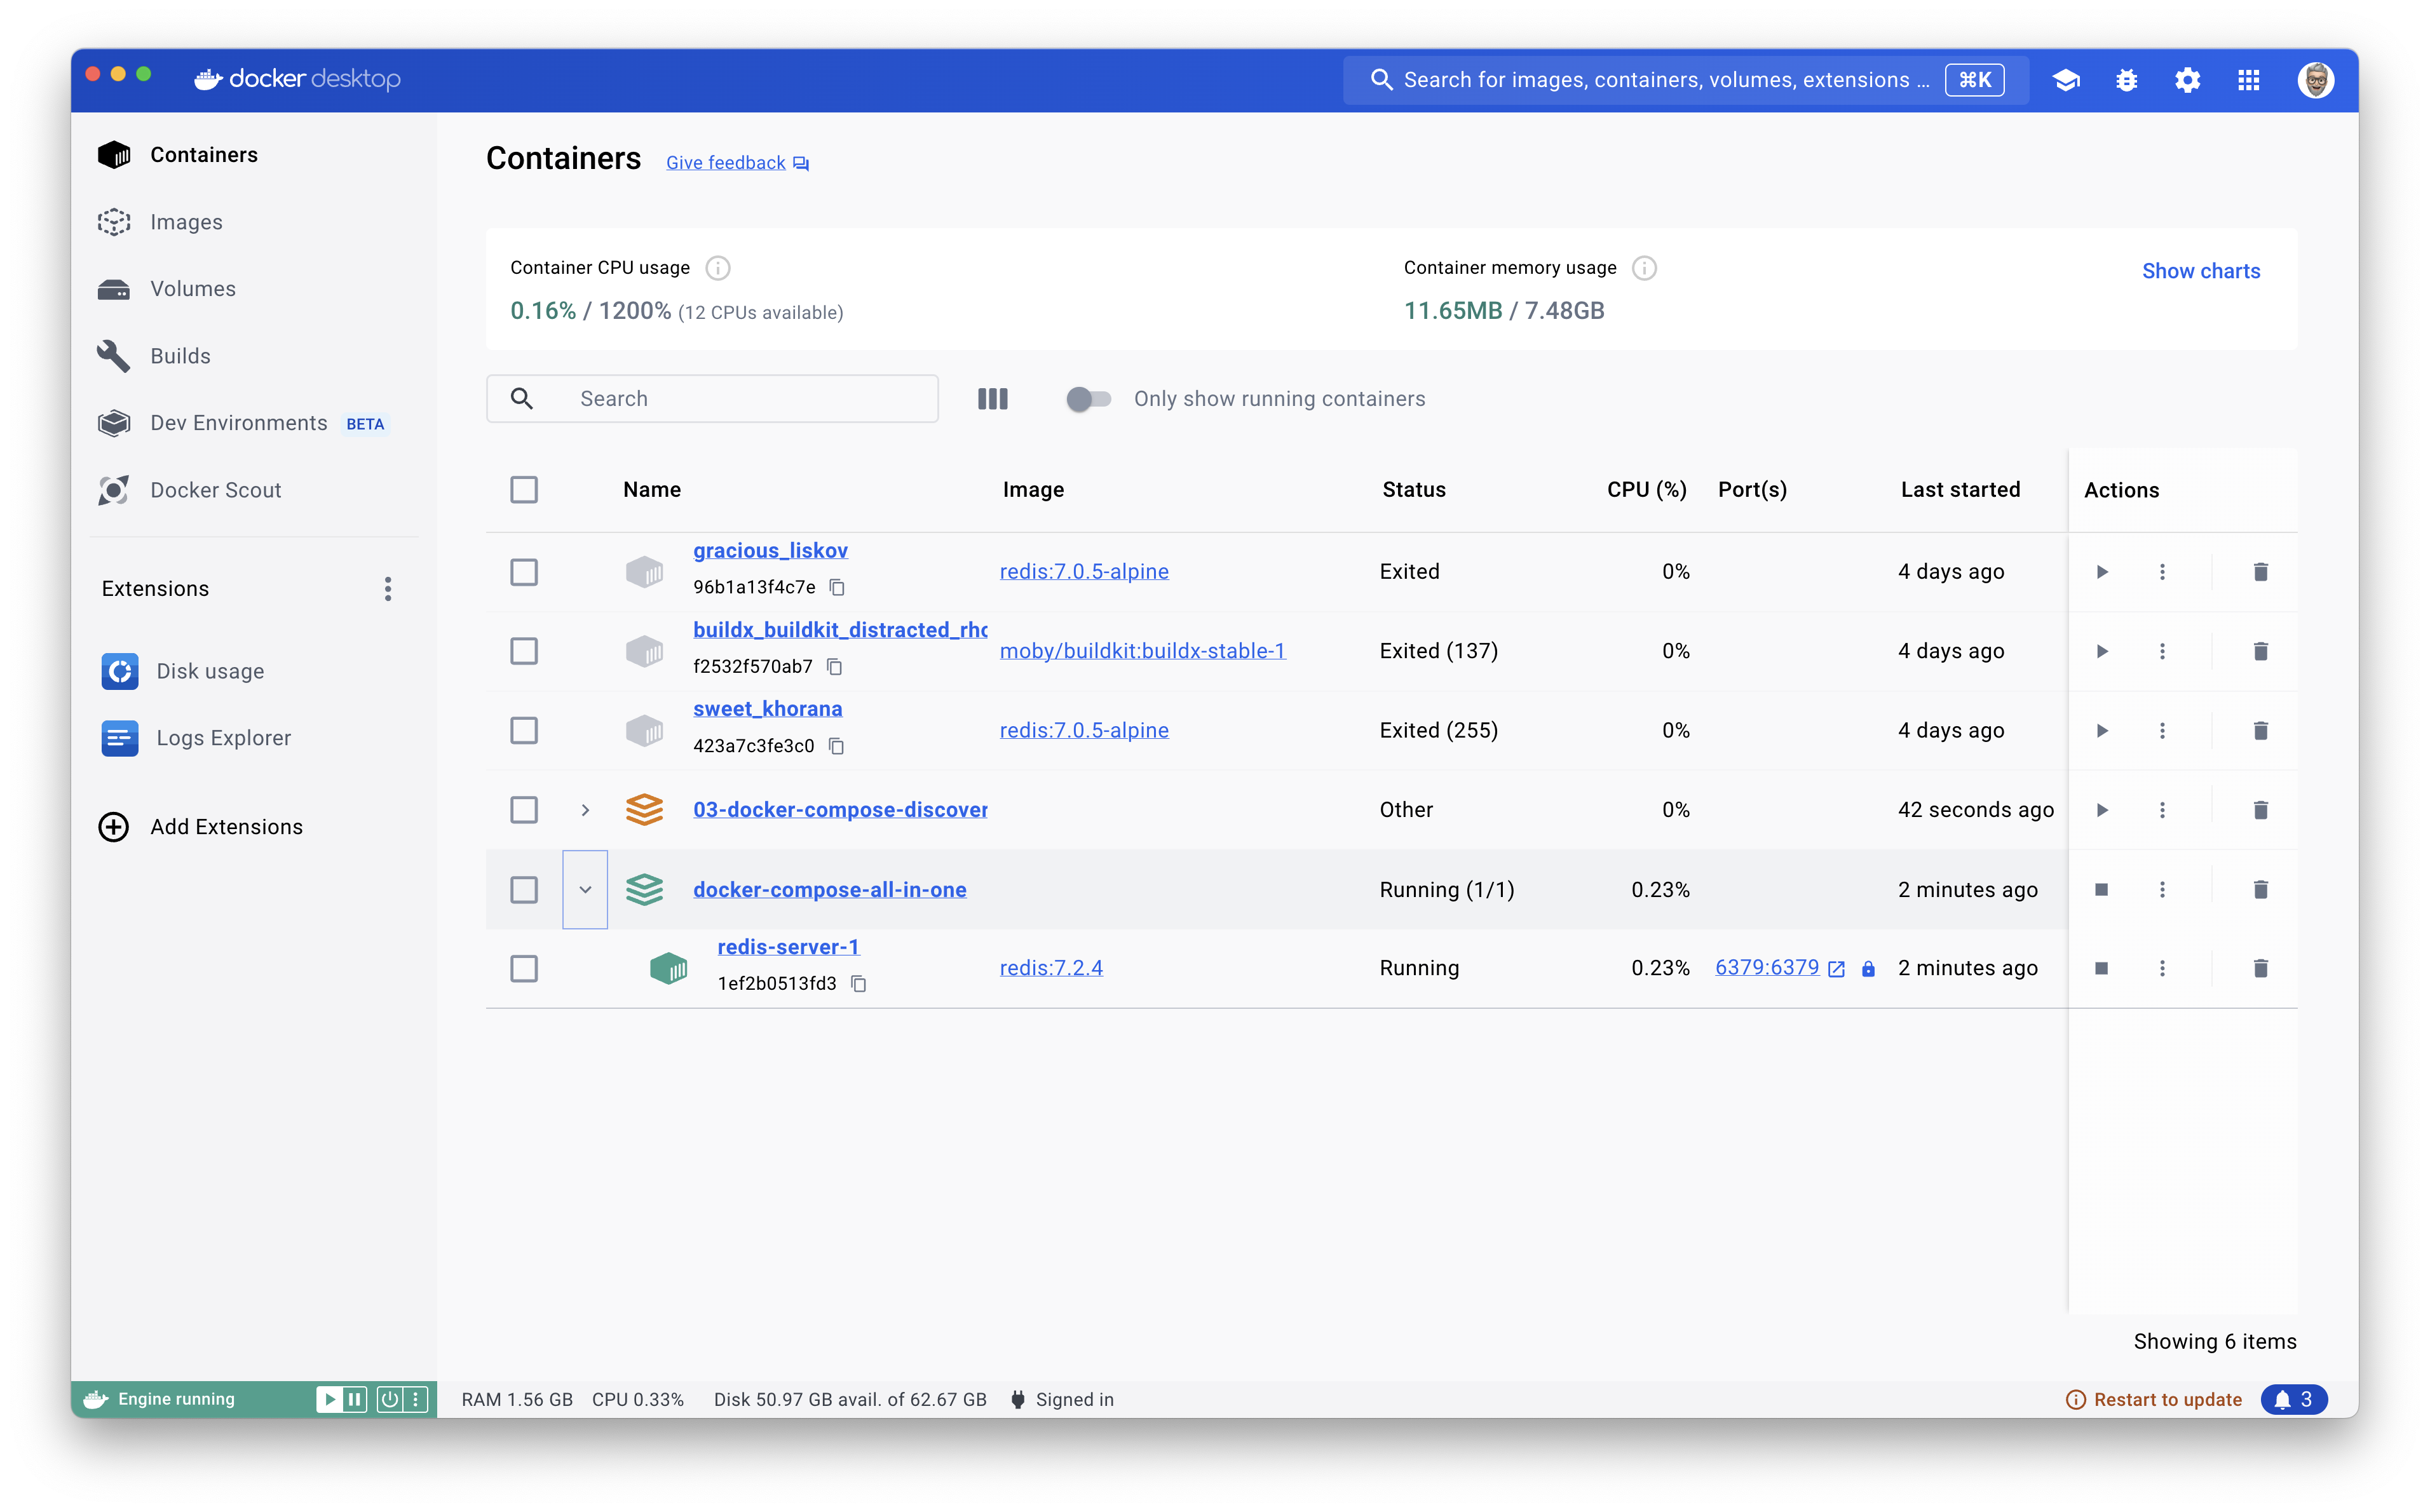 docker desktop
Search for images, containers, volumes, extensions ... ⌘K
Containers
Images
Volumes
Builds
Dev Environments BETA
Docker Scout
Extensions
Disk usage
Logs Explorer
Add Extensions
Containers Give feedback
Container CPU usage
0.16% / 1200% (12 CPUs available)
Container memory usage
11.65MB / 7.48GB
Show charts
Search
Only show running containers
Name Image Status CPU (%) Port(s) Last started Actions
gracious_liskov
96b1a13f4c7e
redis:7.0.5-alpine Exited 0% 4 days ago
buildx_buildkit_distracted_rho
f2532f570ab7
moby/buildkit:buildx-stable-1 Exited (137) 0% 4 days ago
sweet_khorana
423a7c3fe3c0
redis:7.0.5-alpine Exited (255) 0% 4 days ago
03-docker-compose-discover Other 0% 42 seconds ago
docker-compose-all-in-one Running (1/1) 0.23% 2 minutes ago
redis-server-1
1ef2b0513fd3
redis:7.2.4 Running 0.23% 6379:6379 2 minutes ago
Showing 6 items
Engine running
RAM 1.56 GB CPU 0.33% Disk 50.97 GB avail. of 62.67 GB Signed in
Restart to update 3